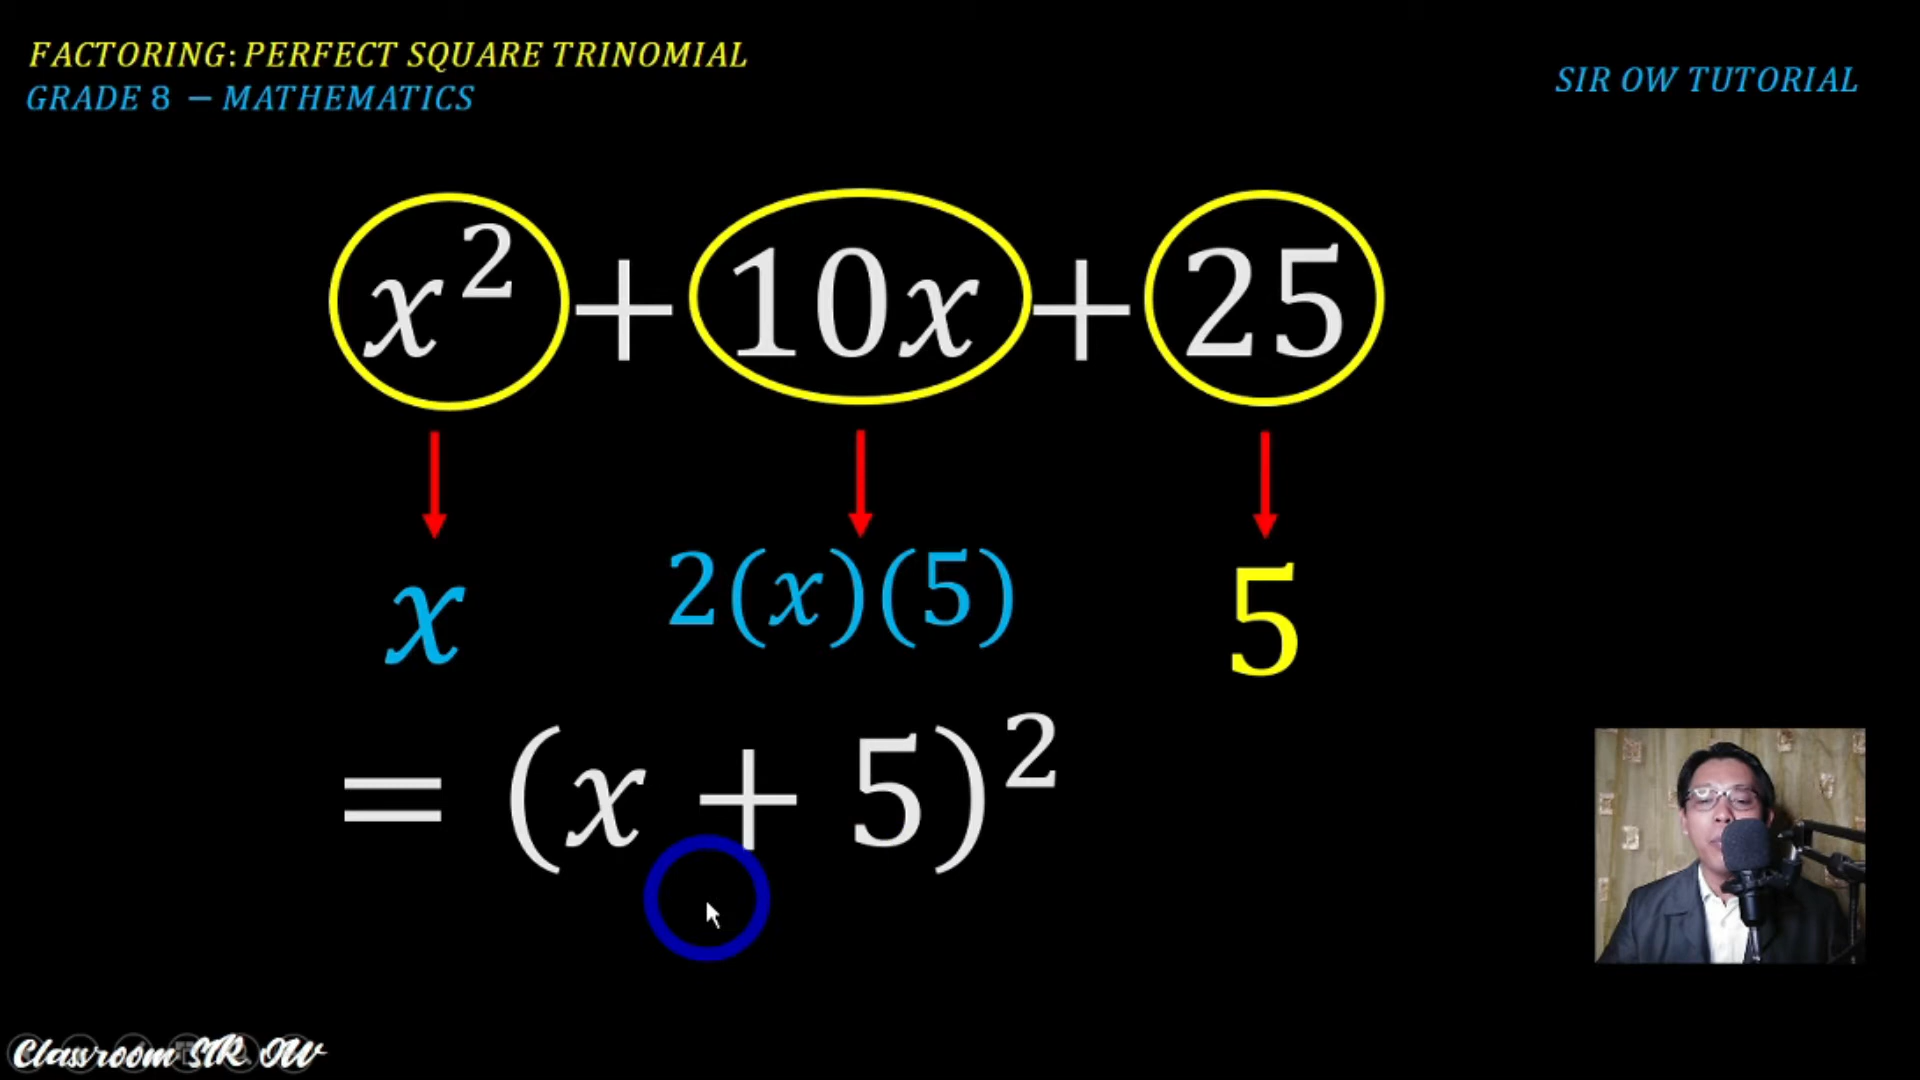 FACTORING: PERFECT SQUARE TRINOMIAL
GRADE 8 – MATHEMATICS
SIR OW TUTORIAL
x² + 10x + 25
x 2(x)(5) 5
= (x + 5)²
Classroom SIR OW